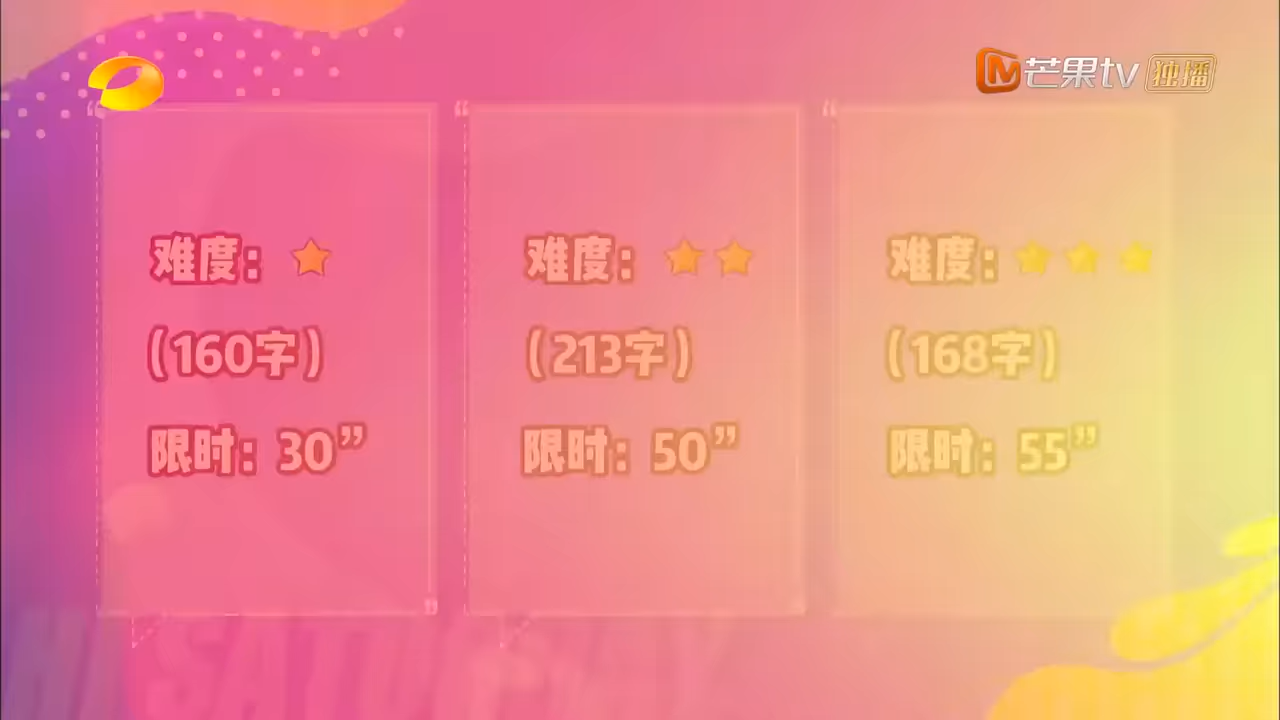 芒果tv 独播
难度：★
(160字)
限时：30”
难度：★★
(213字)
限时：50”
难度：★★★
(168字)
限时：55”
SATURDAY